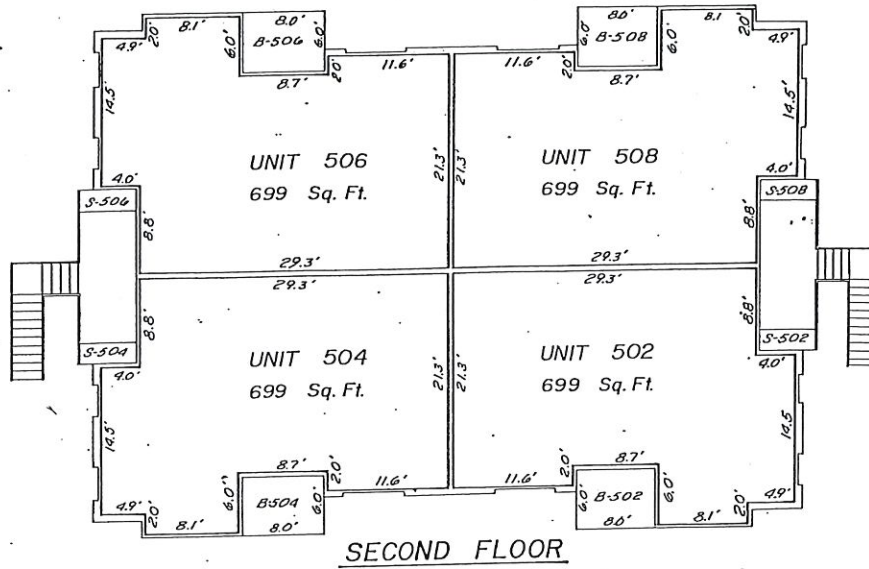 8.1' 8.0' 8.0' 8.1
4.9' 2.0' 6.0' B-506 6.0' 6.0' B-508 6.0' 2.0' 4.9'
8.7' 2.0' 11.6' 11.6' 2.0' 8.7'
14.5' 14.5'
UNIT 506 UNIT 508
699 Sq. Ft. 21.3' 21.3' 699 Sq. Ft.
4.0' 4.0'
S-506 S-508
8.8' 8.8'
29.3' 29.3'
29.3' 29.3'
8.8' 8.8'
S-504 S-502
UNIT 504 UNIT 502
4.0' 699 Sq. Ft. 21.3' 21.3' 699 Sq. Ft. 4.0'
14.5' 14.5
8.7' 2.0' 11.6' 11.6' 2.0' 8.7'
4.9' 2.0' 6.0' B-504 6.0' 6.0' B-502 6.0' 2.0' 4.9'
8.1' 8.0' 8.0' 8.1'
SECOND FLOOR